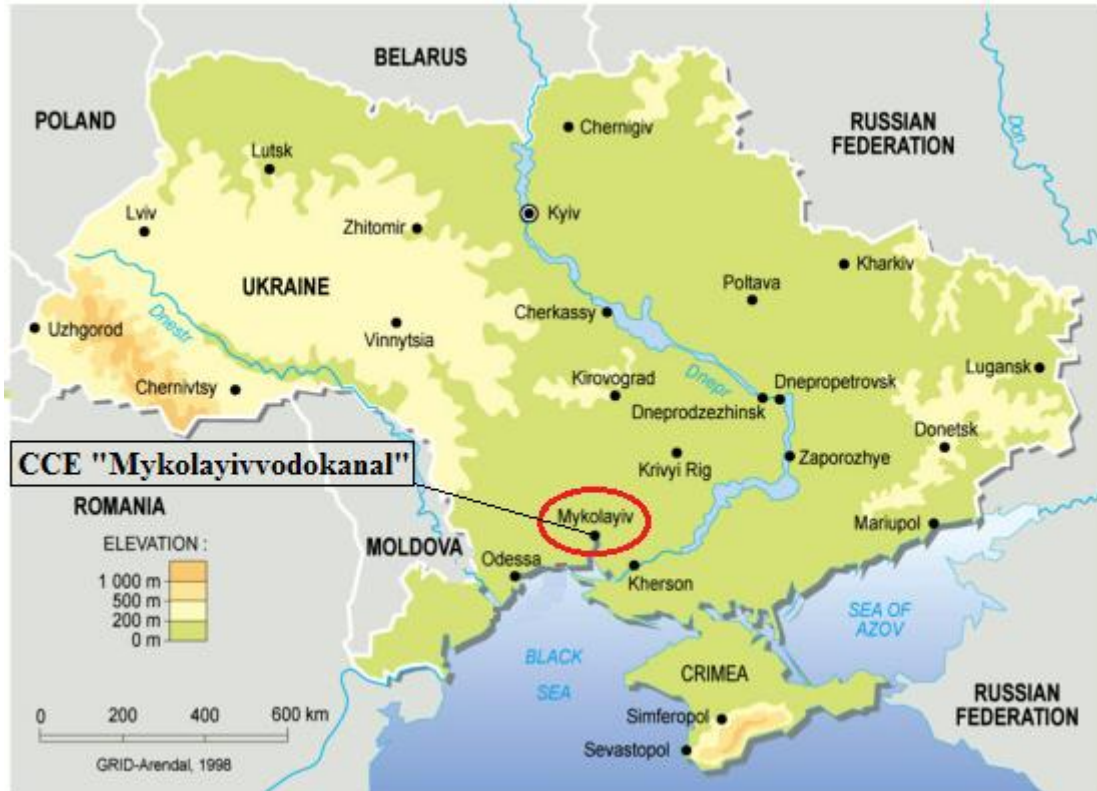 BELARUS
POLAND
RUSSIAN
FEDERATION
Don
Chernigiv
Lutsk
Lviv
Zhitomir
Kyiv
Kharkiv
Poltava
UKRAINE
Dnestr
Cherkassy
Uzhgorod
Vinnytsia
Chernivtsy
Kirovograd
Dnepr
Dnepropetrovsk
Lugansk
Dneprodzezhinsk
Donetsk
CCE "Mykolayivvodokanal"
Krivyi Rig
Zaporozhye
ROMANIA
Mykolayiv
Mariupol
ELEVATION :
MOLDOVA
Odessa
Kherson
1 000 m
500 m
200 m
0 m
SEA OF
AZOV
BLACK
SEA
CRIMEA
RUSSIAN
FEDERATION
0 200 400 600 km
Simferopol
Sevastopol
GRID-Arendal, 1998